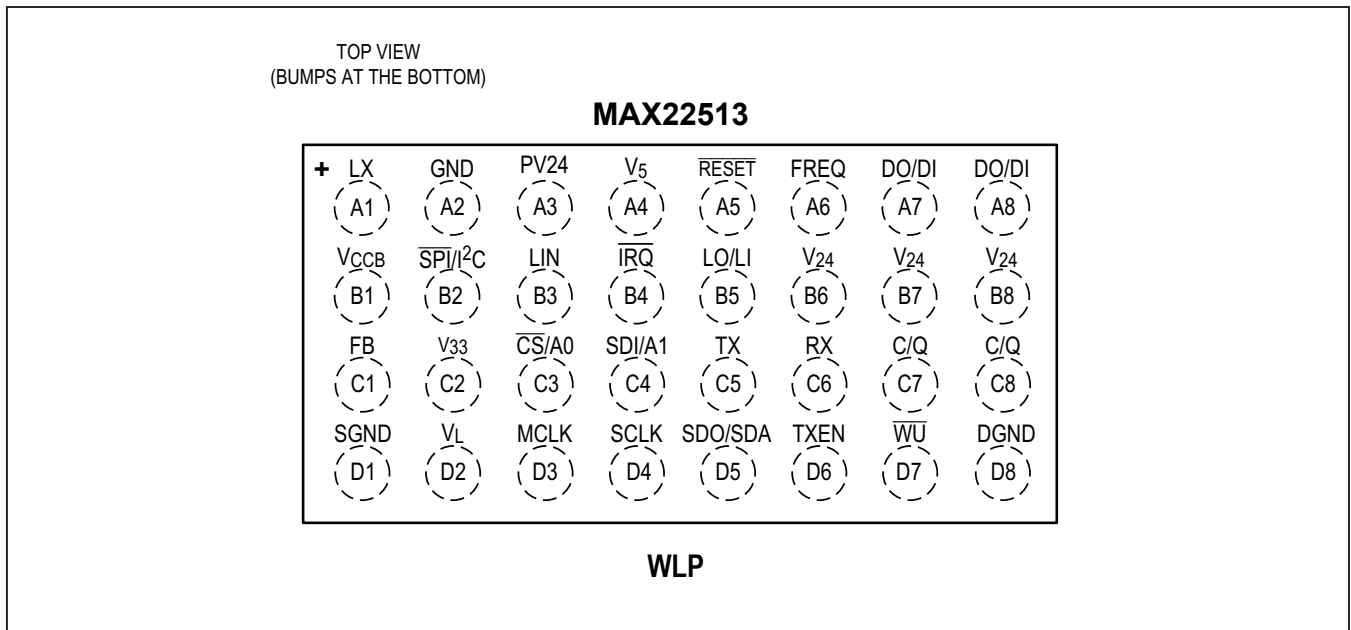 TOP VIEW
(BUMPS AT THE BOTTOM)
MAX22513
+ LX GND PV24 V5 RESET FREQ DO/DI DO/DI
A1 A2 A3 A4 A5 A6 A7 A8
VCCB SPI/I²C LIN IRQ LO/LI V24 V24 V24
B1 B2 B3 B4 B5 B6 B7 B8
FB V33 CS/A0 SDI/A1 TX RX C/Q C/Q
C1 C2 C3 C4 C5 C6 C7 C8
SGND VL MCLK SCLK SDO/SDA TXEN WU DGND
D1 D2 D3 D4 D5 D6 D7 D8
WLP